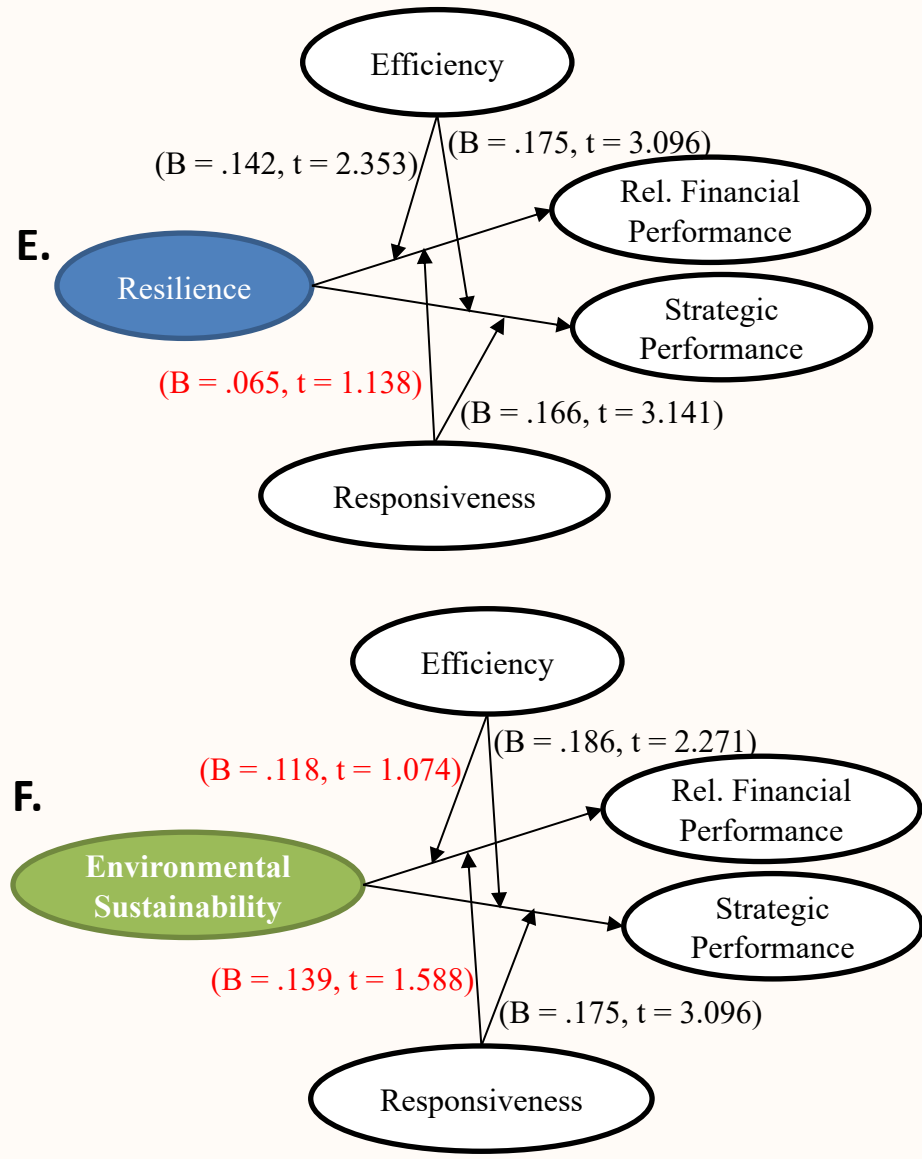 Efficiency
(B = .142, t = 2.353)
(B = .175, t = 3.096)
Rel. Financial
Performance
E.
Resilience
Strategic
Performance
(B = .065, t = 1.138)
(B = .166, t = 3.141)
Responsiveness
Efficiency
(B = .186, t = 2.271)
(B = .118, t = 1.074)
Rel. Financial
Performance
F.
Environmental
Sustainability
Strategic
Performance
(B = .139, t = 1.588)
(B = .175, t = 3.096)
Responsiveness